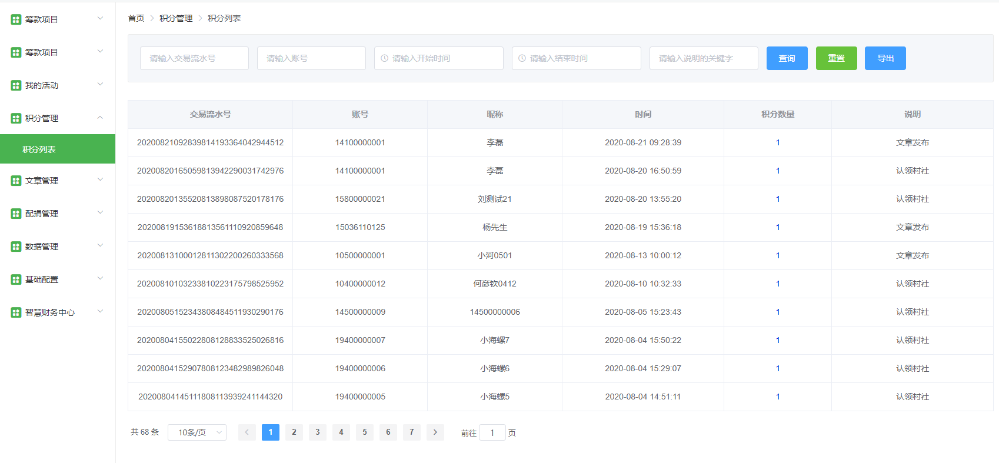 筹款项目
筹款项目
我的活动
积分管理
积分列表
文章管理
配捐管理
数据管理
基础配置
智慧财务中心
首页 积分管理 积分列表
请输入交易流水号 请输入账号 请输入开始时间 请输入结束时间 请输入说明的关键字 查询 重置 导出
交易流水号 账号 昵称 时间 积分数量 说明
20200821092839814193364042944512 14100000001 李磊 2020-08-21 09:28:39 1 文章发布
20200820165059813942290031742976 14100000001 李磊 2020-08-20 16:50:59 1 认领村社
20200820135520813898087520178176 15800000021 刘测试21 2020-08-20 13:55:20 1 认领村社
20200819153618813561110920859648 15036110125 杨先生 2020-08-19 15:36:18 1 文章发布
20200813100012811302200260333568 10500000001 小河0501 2020-08-13 10:00:12 1 文章发布
20200810103233810223175798525952 10400000012 何彦钦0412 2020-08-10 10:32:33 1 认领村社
20200805152343808484511930290176 14500000009 14500000006 2020-08-05 15:23:43 1 认领村社
20200804155022808128833525026816 19400000007 小海螺7 2020-08-04 15:50:22 1 认领村社
20200804152907808123482989826048 19400000006 小海螺6 2020-08-04 15:29:07 1 认领村社
20200804145111808113939241144320 19400000005 小海螺5 2020-08-04 14:51:11 1 认领村社
共 68 条 10条/页 1 2 3 4 5 6 7 前往 1 页